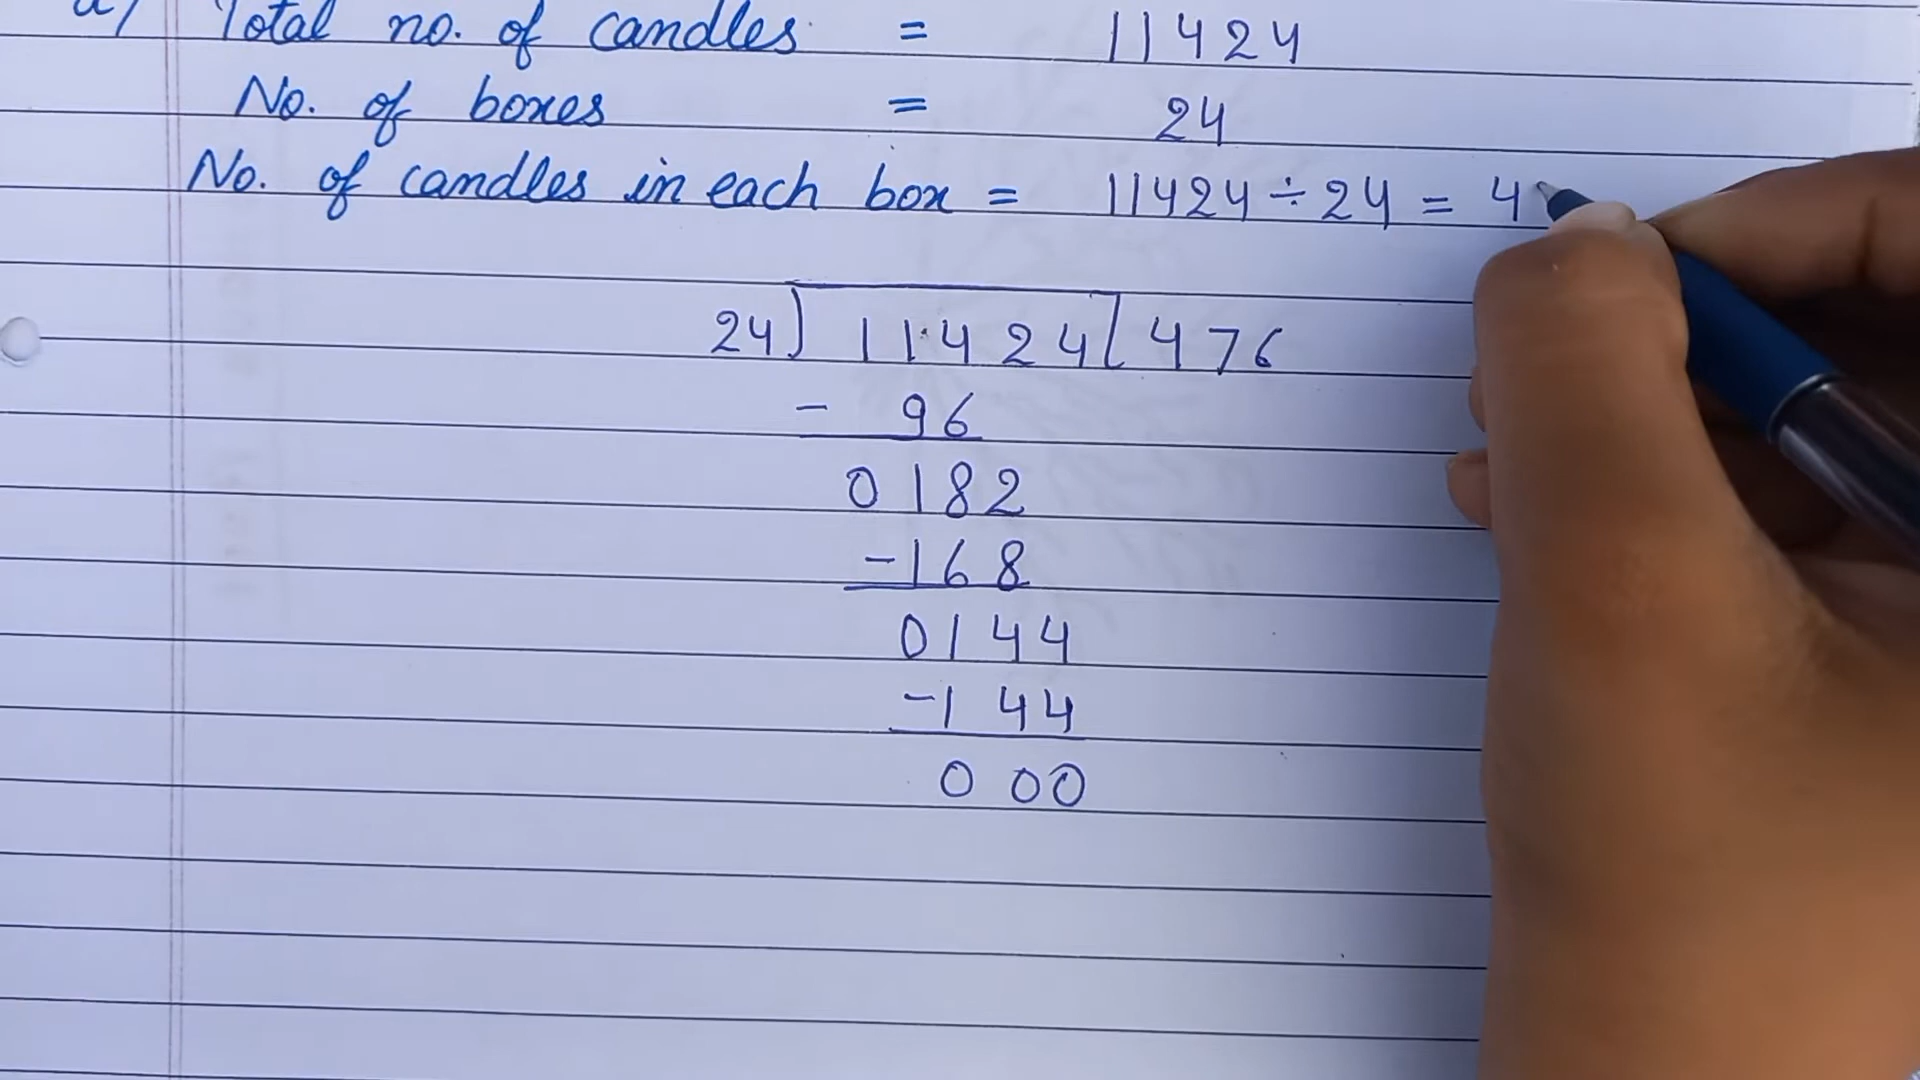 a) Total no. of candles = 11424
No. of boxes = 24
No. of candles in each box = 11424 ÷ 24 = 4
24) 11424 ( 476
- 96
0182
-168
0144
-144
000